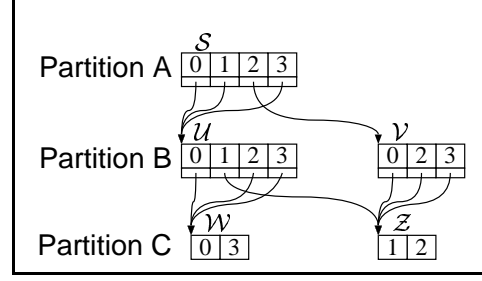 S
Partition A 0 1 2 3
U V
Partition B 0 1 2 3 0 2 3
W Z
Partition C 0 3 1 2